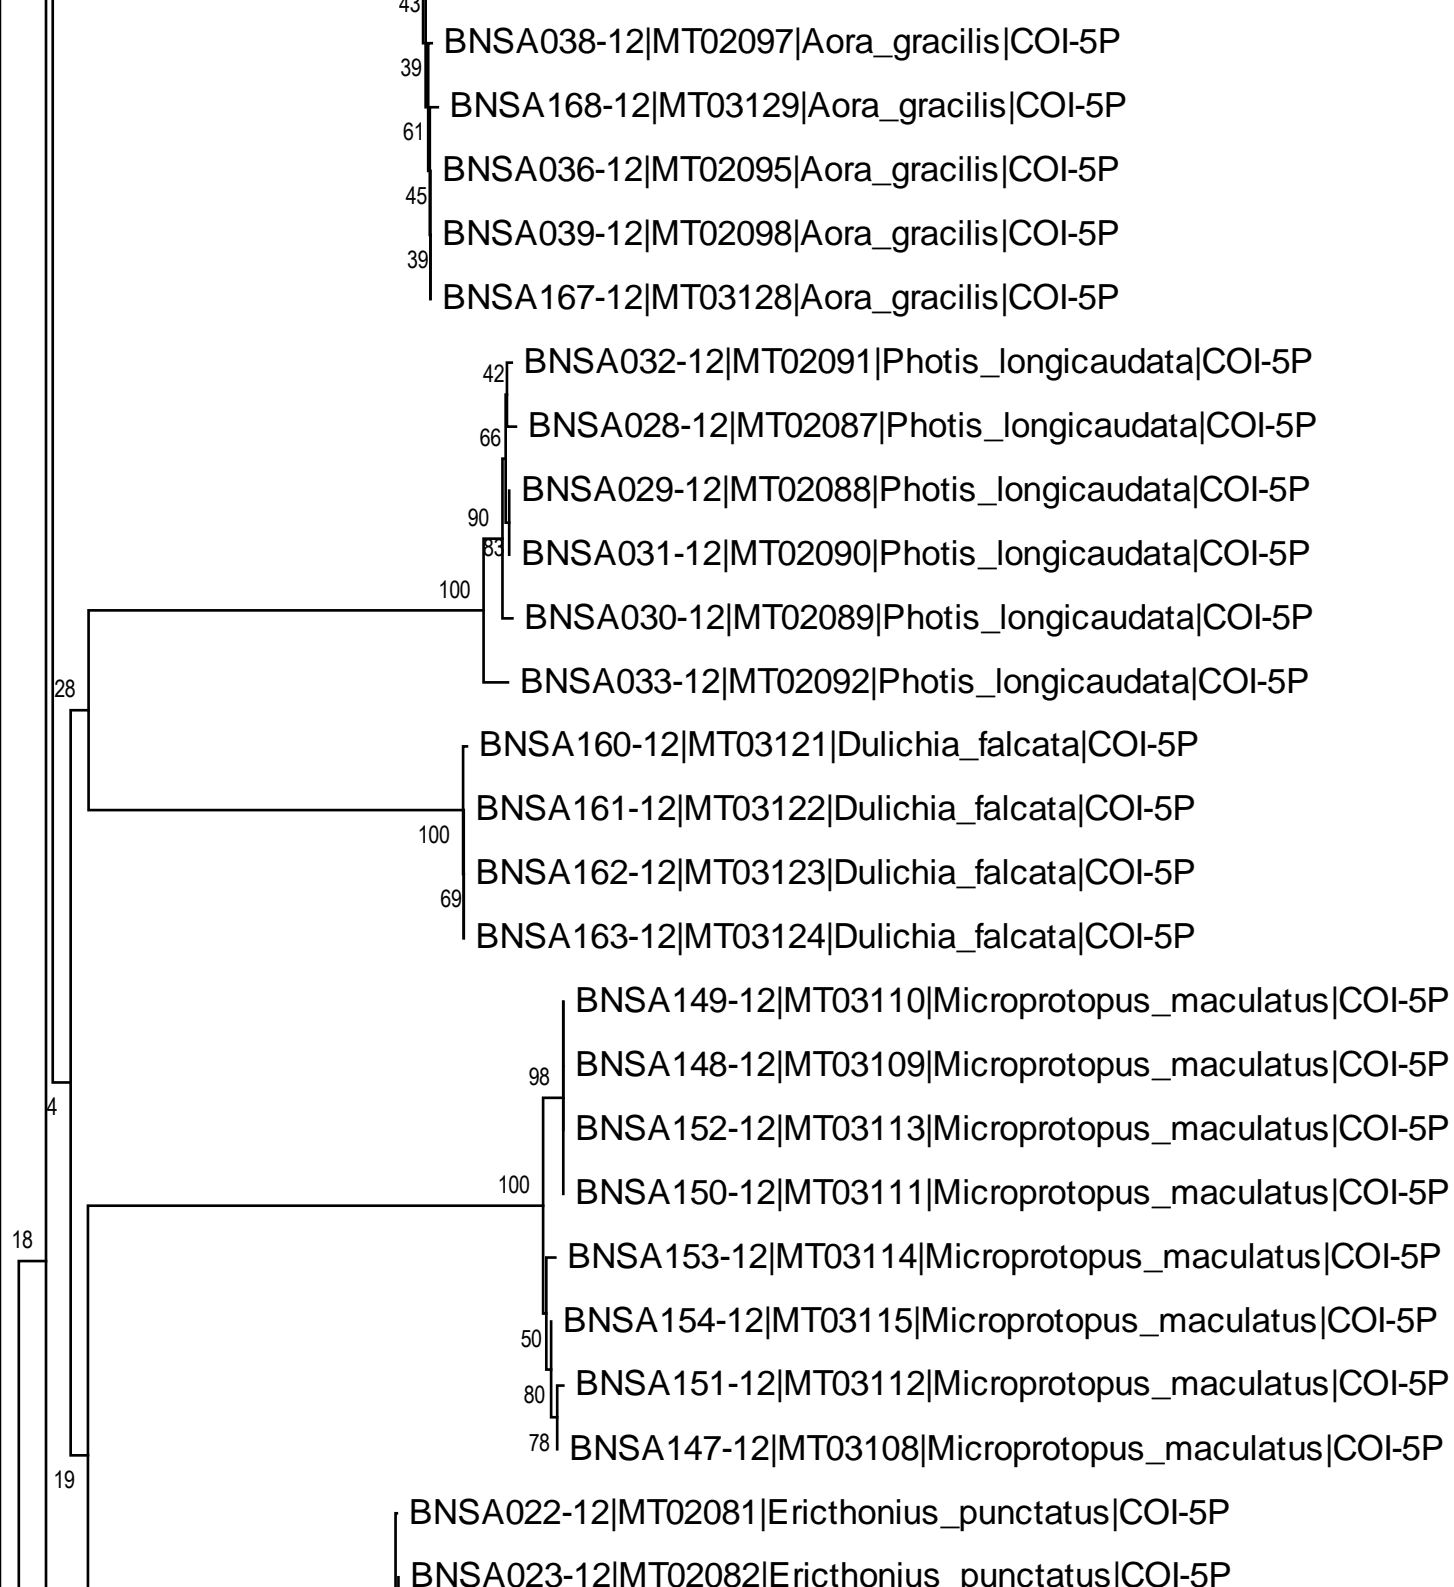 43
BNSA038-12|MT02097|Aora_gracilis|COI-5P
39
BNSA168-12|MT03129|Aora_gracilis|COI-5P
61
BNSA036-12|MT02095|Aora_gracilis|COI-5P
45
BNSA039-12|MT02098|Aora_gracilis|COI-5P
39
BNSA167-12|MT03128|Aora_gracilis|COI-5P
BNSA032-12|MT02091|Photis_longicaudata|COI-5P
42
BNSA028-12|MT02087|Photis_longicaudata|COI-5P
66
BNSA029-12|MT02088|Photis_longicaudata|COI-5P
90
83
BNSA031-12|MT02090|Photis_longicaudata|COI-5P
100
BNSA030-12|MT02089|Photis_longicaudata|COI-5P
BNSA033-12|MT02092|Photis_longicaudata|COI-5P
28
BNSA160-12|MT03121|Dulichia_falcata|COI-5P
BNSA161-12|MT03122|Dulichia_falcata|COI-5P
100
BNSA162-12|MT03123|Dulichia_falcata|COI-5P
69
BNSA163-12|MT03124|Dulichia_falcata|COI-5P
BNSA149-12|MT03110|Microprotopus_maculatus|COI-5P
BNSA148-12|MT03109|Microprotopus_maculatus|COI-5P
98
4
BNSA152-12|MT03113|Microprotopus_maculatus|COI-5P
100
BNSA150-12|MT03111|Microprotopus_maculatus|COI-5P
18
BNSA153-12|MT03114|Microprotopus_maculatus|COI-5P
BNSA154-12|MT03115|Microprotopus_maculatus|COI-5P
50
BNSA151-12|MT03112|Microprotopus_maculatus|COI-5P
80
78
BNSA147-12|MT03108|Microprotopus_maculatus|COI-5P
19
BNSA022-12|MT02081|Ericthonius_punctatus|COI-5P
BNSA023-12|MT02082|Ericthonius_punctatus|COI-5P